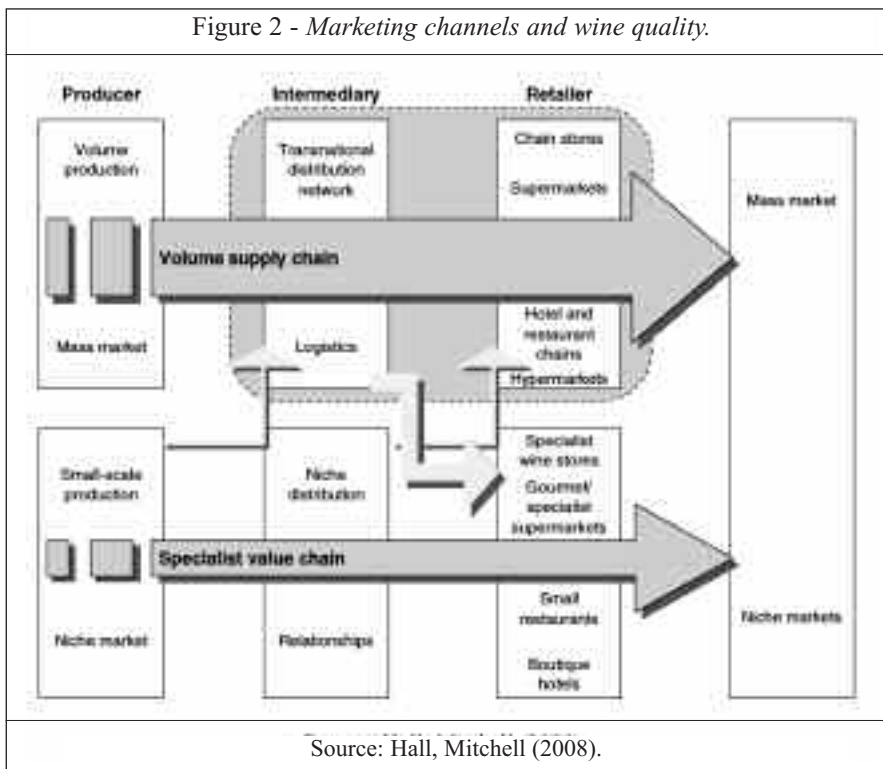 Figure 2 - Marketing channels and wine quality.
Producer
Intermediary
Retailer
Volume
production
Transnational
distribution
network
Chain stores
Supermarkets
Mass market
Volume supply chain
Mass market
Logistics
Hotel and
restaurant
chains
Hypermarkets
Small-scale
production
Niche
distribution
Specialist
wine stores
Gourmet/
specialist
supermarkets
Specialist value chain
Niche market
Relationships
Small
restaurants
Boutique
hotels
Niche markets
Source: Hall, Mitchell (2008).